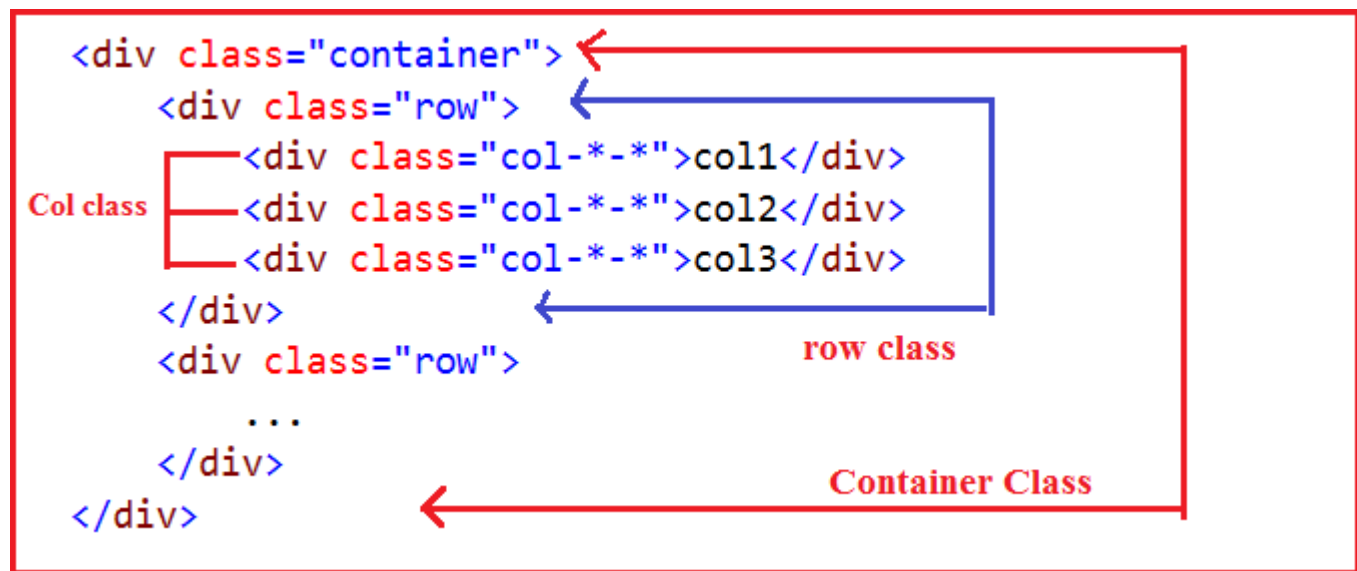 <div class="container">
<div class="row">
<div class="col-*-*">col1</div>
Col class <div class="col-*-*">col2</div>
<div class="col-*-*">col3</div>
</div>
<div class="row"> row class
...
</div>
Container Class
</div>